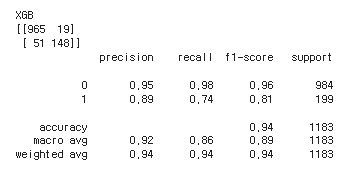 XGB
[[965 19]
[ 51 148]]
precision recall f1-score support
0 0.95 0.98 0.96 984
1 0.89 0.74 0.81 199
accuracy 0.94 1183
macro avg 0.92 0.86 0.89 1183
weighted avg 0.94 0.94 0.94 1183